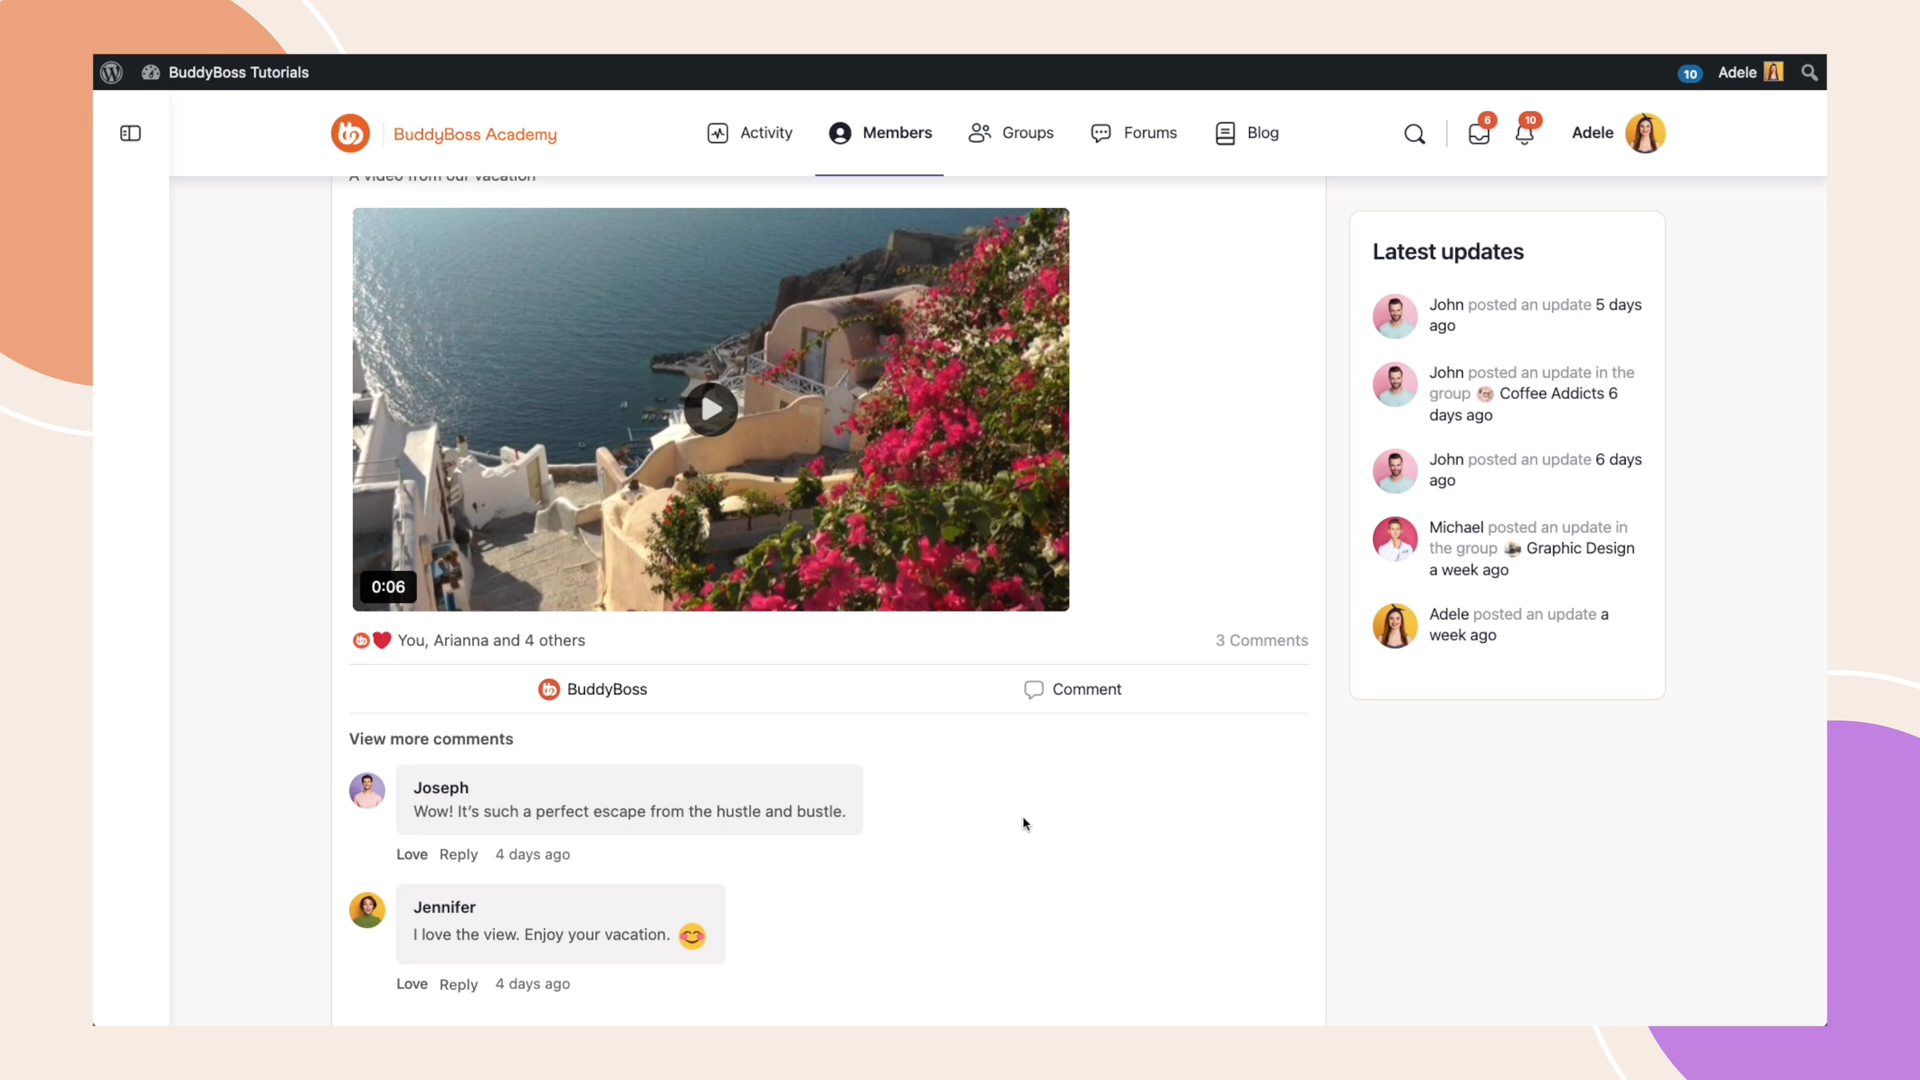 BuddyBoss Tutorials
10
Adele
BuddyBoss Academy
Activity
Members
Groups
Forums
Blog
6
10
Adele
A video from our vacation
0:06
You, Arianna and 4 others
3 Comments
BuddyBoss
Comment
View more comments
Joseph
Wow! It’s such a perfect escape from the hustle and bustle.
Love Reply 4 days ago
Jennifer
I love the view. Enjoy your vacation. 😊
Love Reply 4 days ago
Latest updates
John posted an update 5 days
ago
John posted an update in the
group Coffee Addicts 6
days ago
John posted an update 6 days
ago
Michael posted an update in
the group Graphic Design
a week ago
Adele posted an update a
week ago